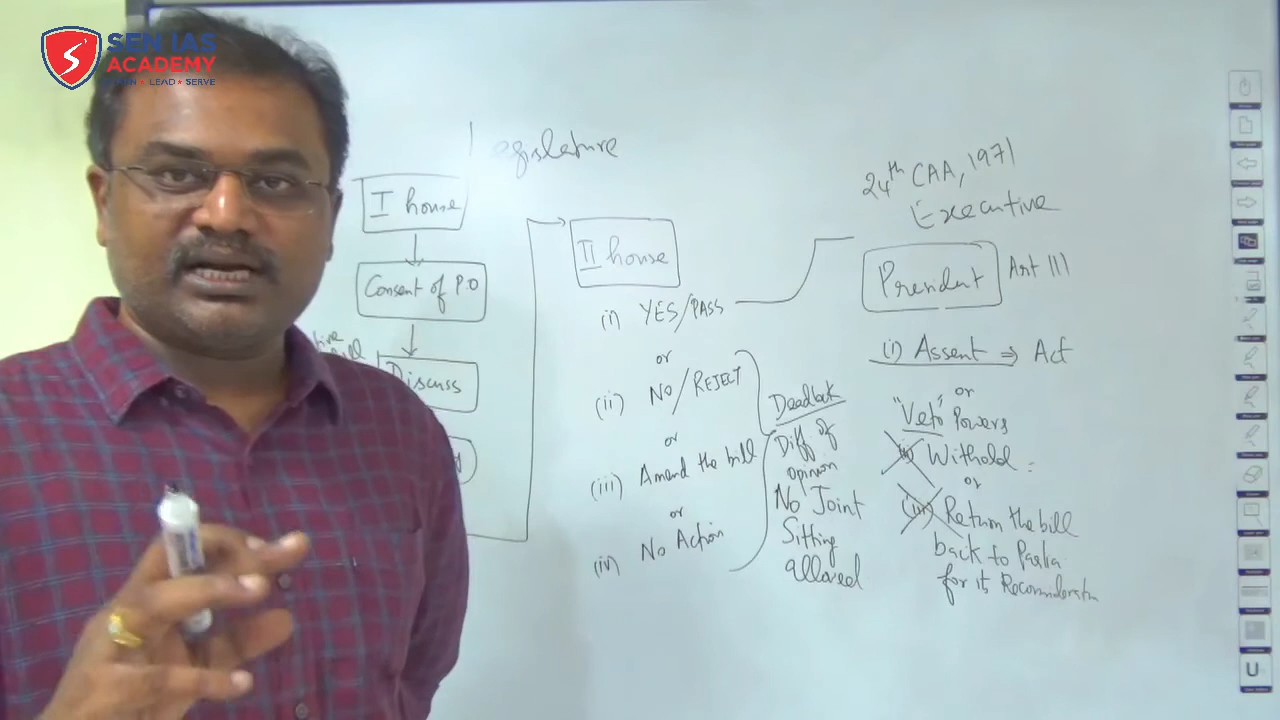 SEN IAS
ACADEMY
LEAD ★ SERVE
Legislature
I house
Consent of P.O
Discuss
II house
(i) YES/PASS
or
(ii) NO/REJECT
or
(iii) Amend the bill
or
(iv) No Action
Deadlock
Diff of
opinion
No Joint
Sitting
allowed
24th CAA, 1971
Executive
President Art 111
(i) Assent ⇒ Act
or
"Veto" Powers
(ii) Withold
or
(iii) Return the bill
back to Parlia
for its
U